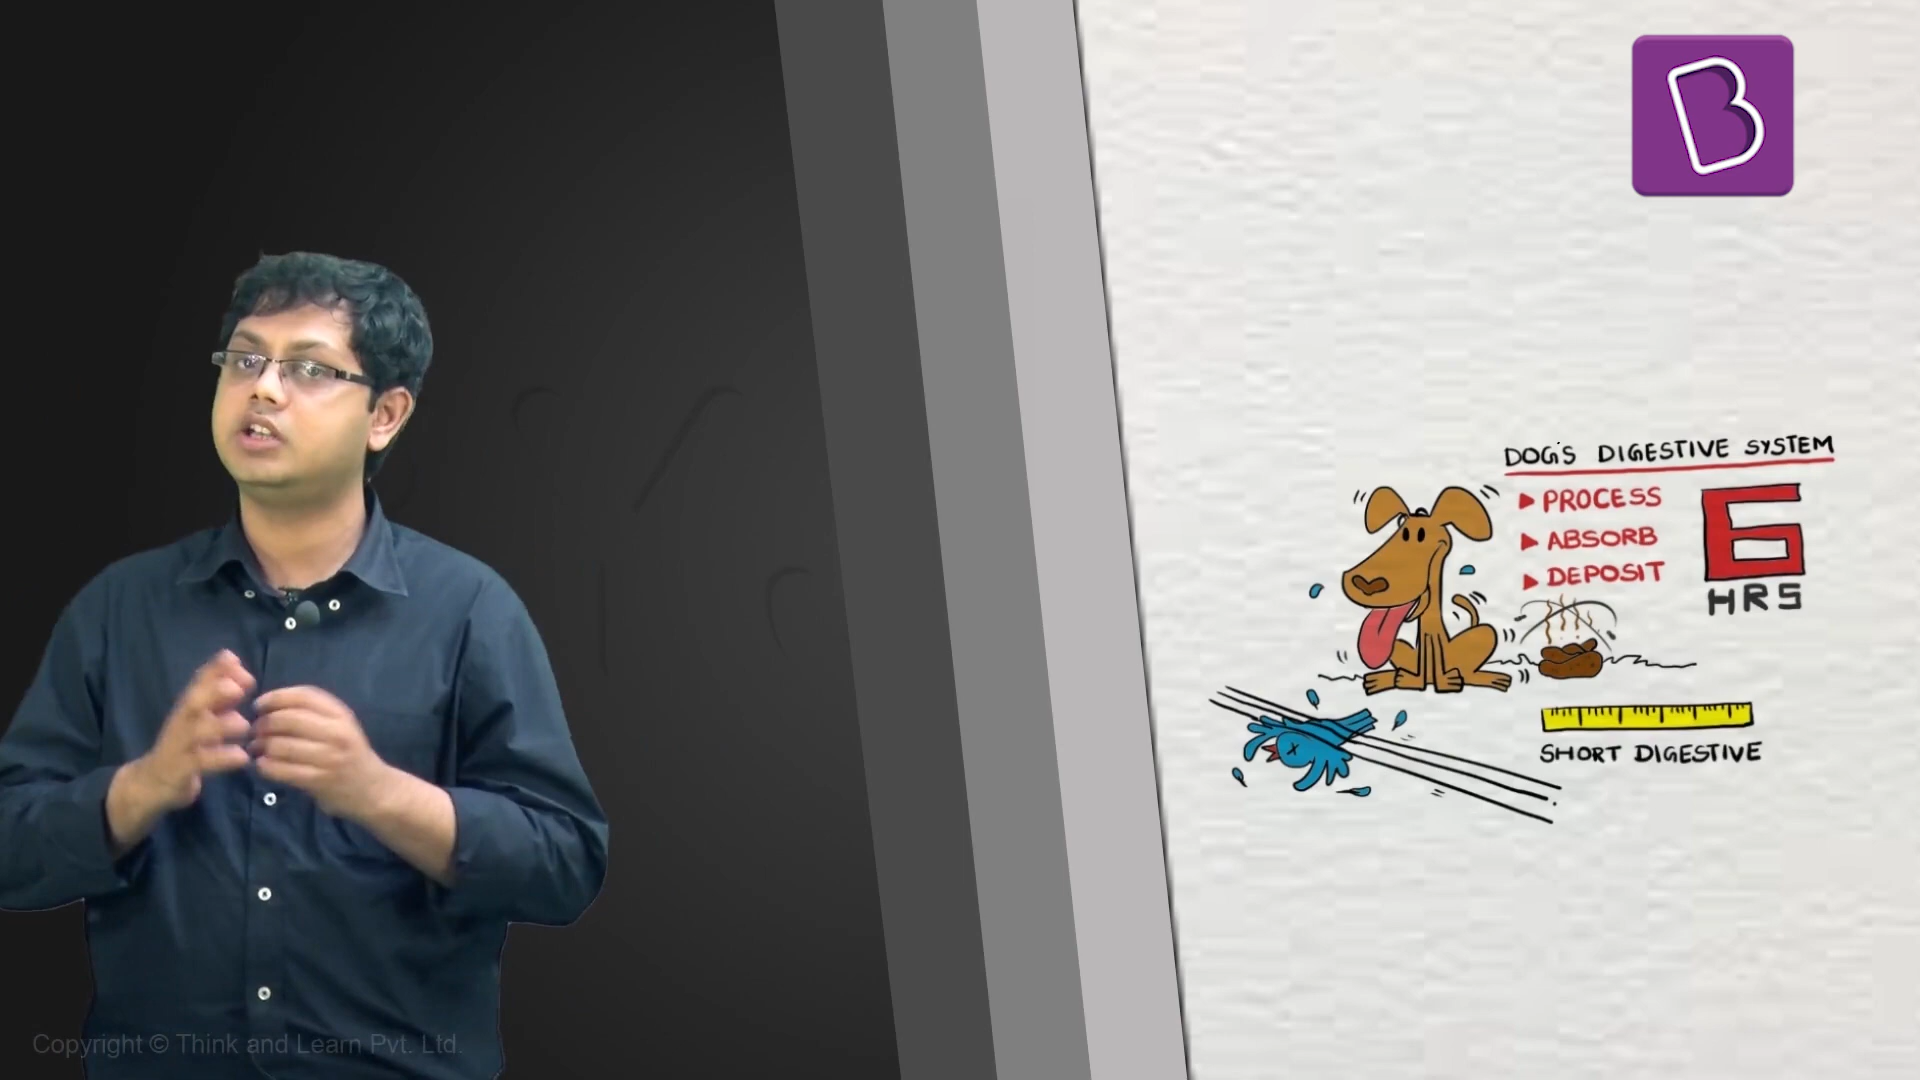 B
DOG'S DIGESTIVE SYSTEM
▶ PROCESS
▶ ABSORB
▶ DEPOSIT
6
HRS
SHORT DIGESTIVE
Copyright © Think and Learn Pvt. Ltd.